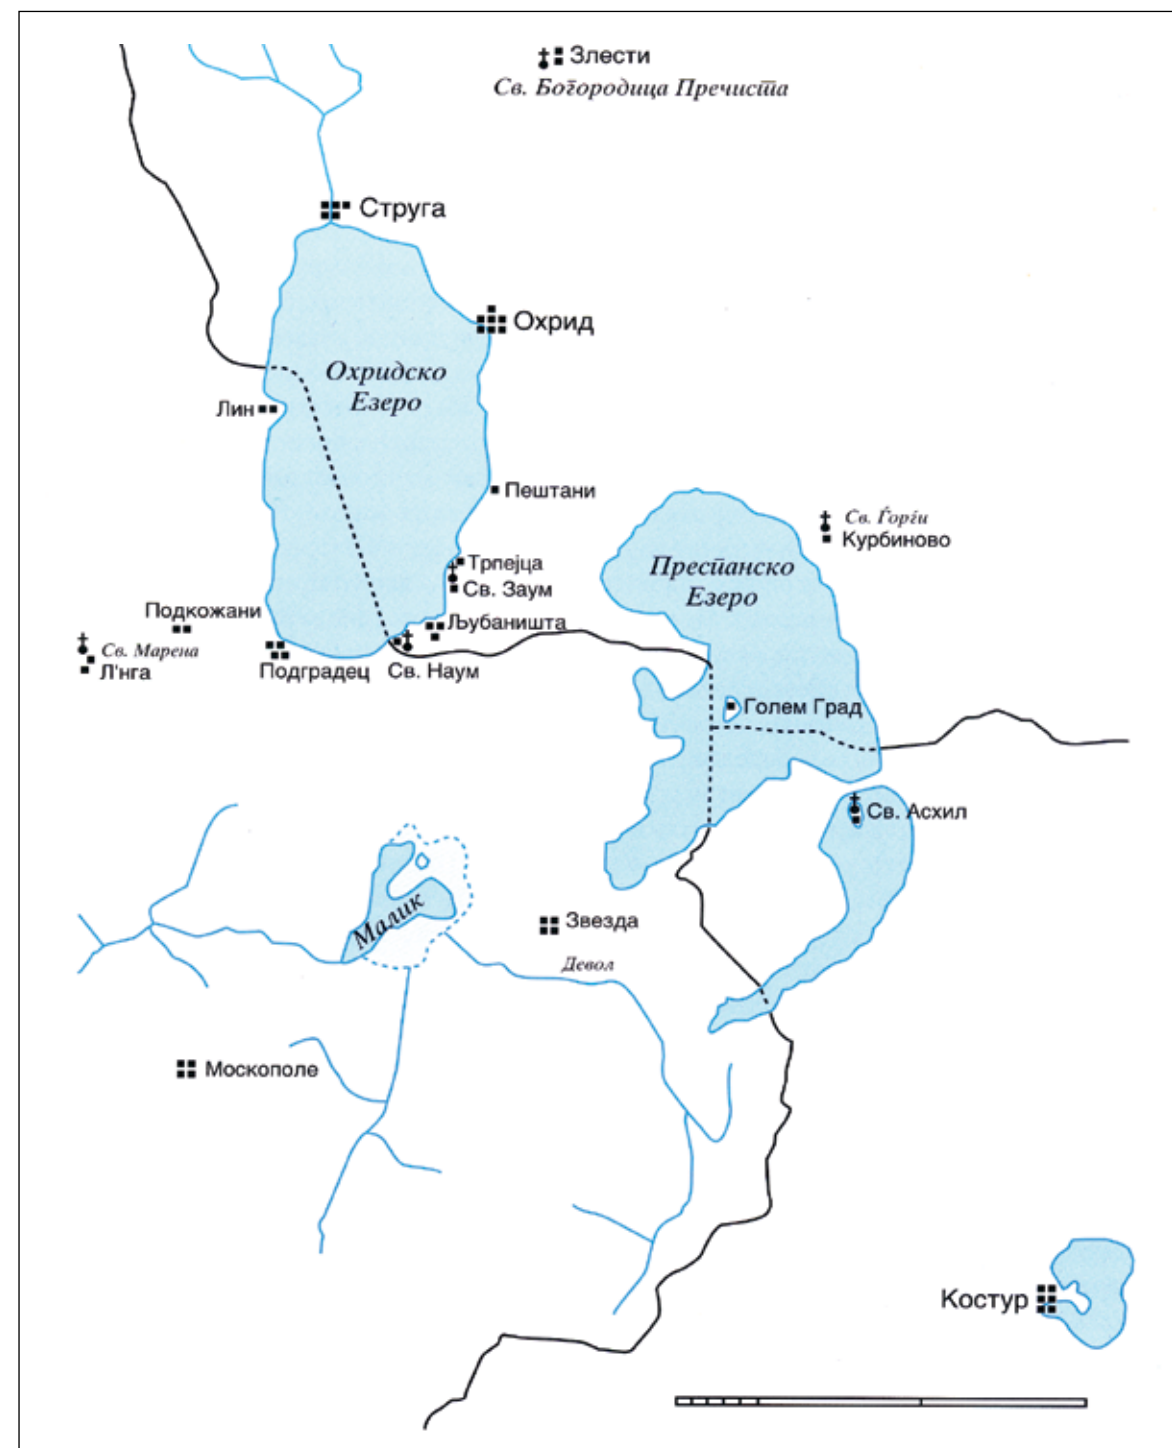 Злести
Св. Богородица Пречиста
Струга
Охрид
Охридско
Езеро
Лин
Пештани
Св. Ѓорѓи
Курбиново
Преспанско
Езеро
Трпејца
Св. Заум
Подкожани
Љубаништа
Св. Марена
Л'нга
Подградец
Св. Наум
Голем Град
Св. Асхил
Малик
Звезда
Девол
Москополе
Костур